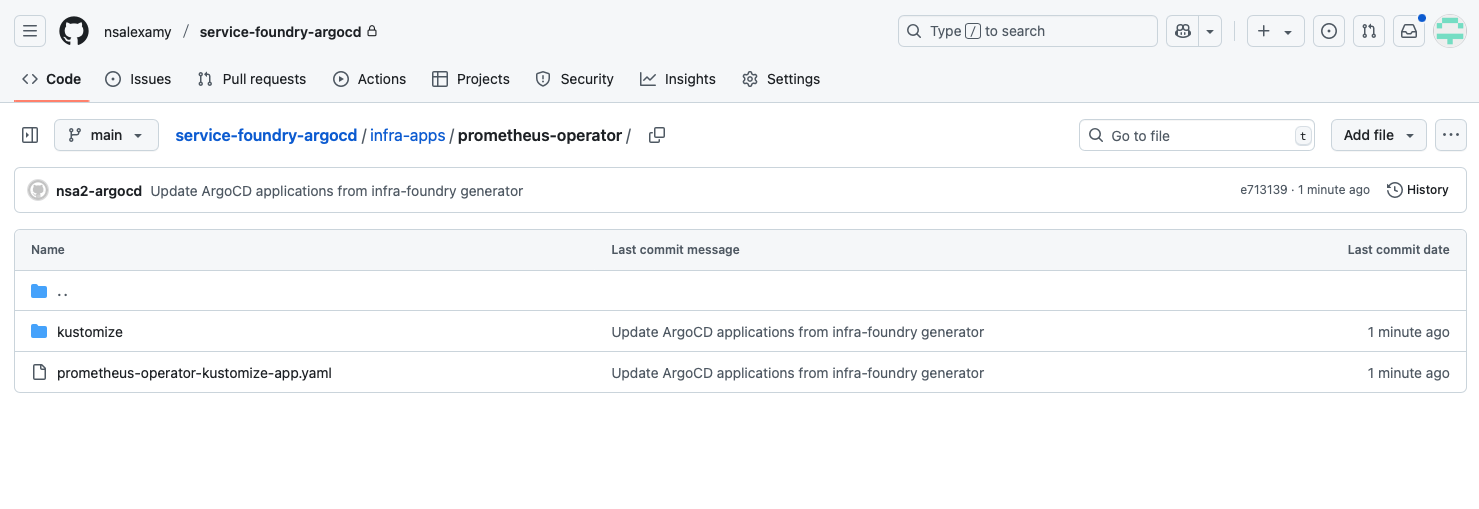 nsalexamy / service-foundry-argocd Type / to search
Code Issues Pull requests Actions Projects Security Insights Settings
main service-foundry-argocd / infra-apps / prometheus-operator / Go to file t Add file
nsa2-argocd Update ArgoCD applications from infra-foundry generator e713139 · 1 minute ago History
Name Last commit message Last commit date
..
kustomize Update ArgoCD applications from infra-foundry generator 1 minute ago
prometheus-operator-kustomize-app.yaml Update ArgoCD applications from infra-foundry generator 1 minute ago